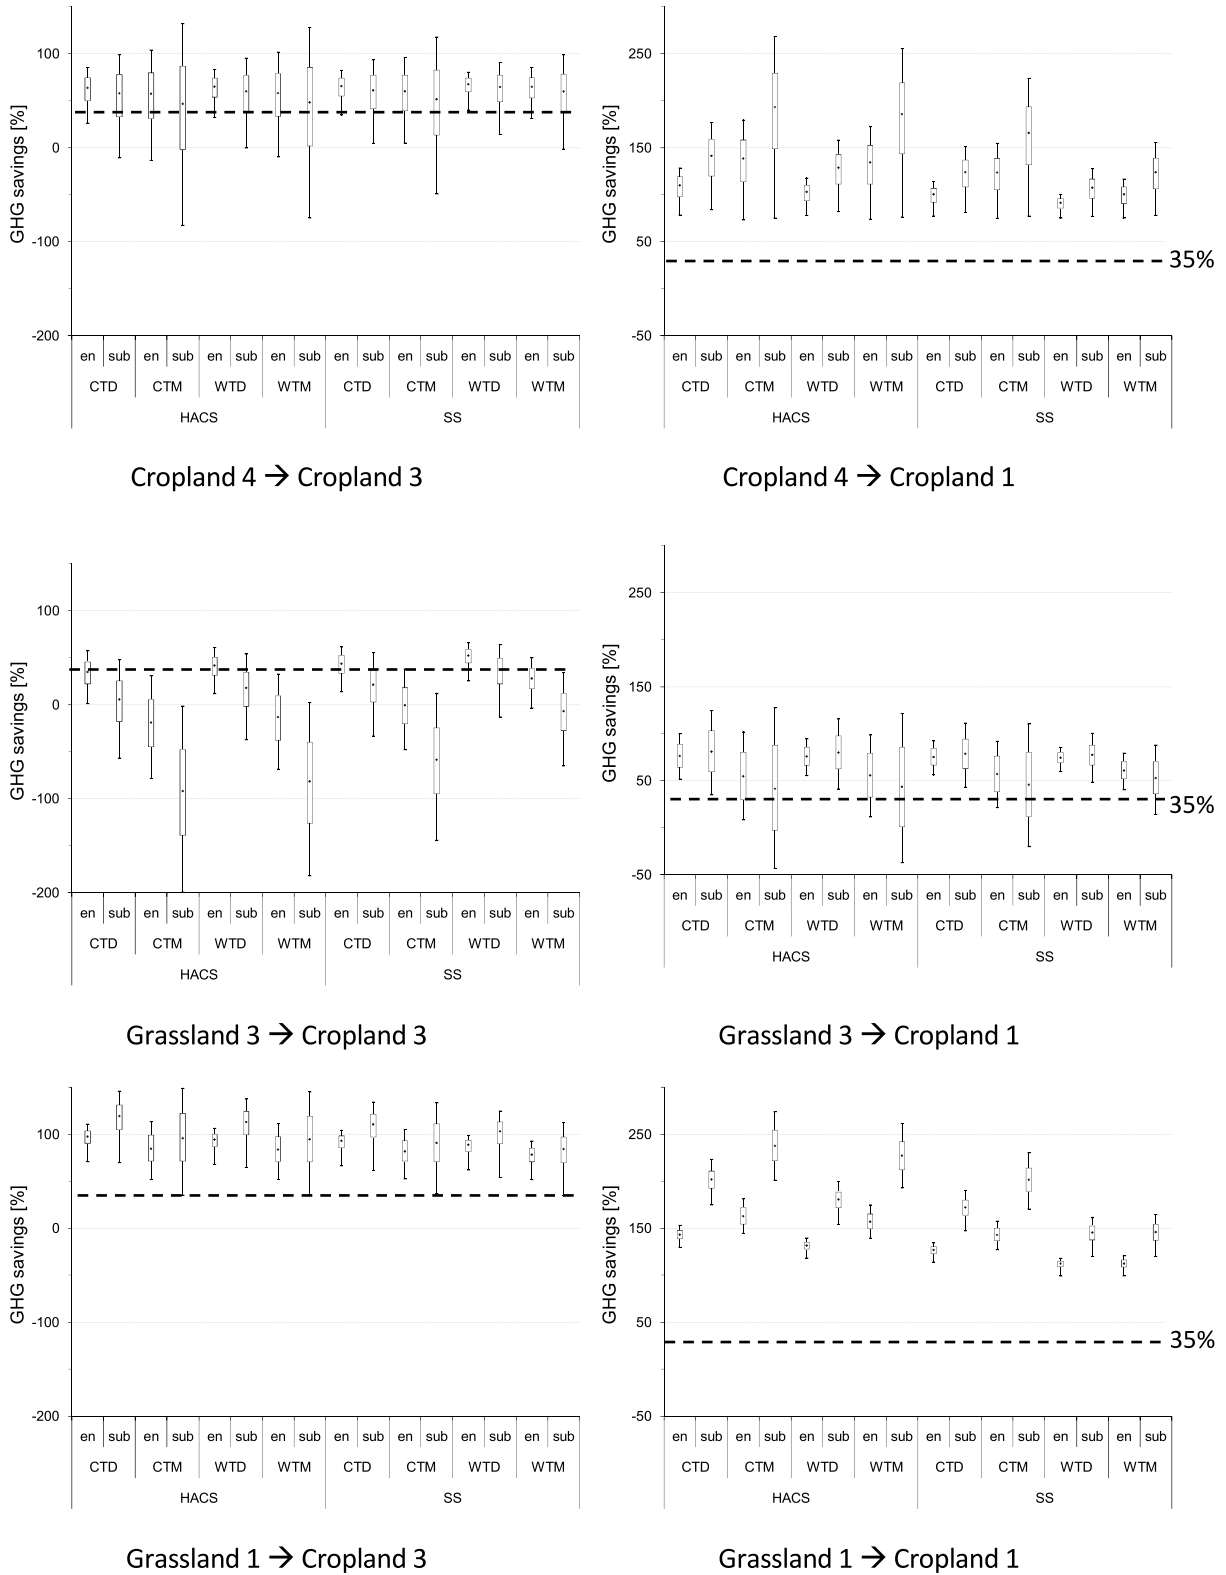 GHG savings [%]
100
0
-100
-200
en sub en sub en sub en sub en sub en sub en sub en sub
CTD CTM WTD WTM CTD CTM WTD WTM
HACS SS
Cropland 4 → Cropland 3
GHG savings [%]
250
150
50
-50
35%
en sub en sub en sub en sub en sub en sub en sub en sub
CTD CTM WTD WTM CTD CTM WTD WTM
HACS SS
Cropland 4 → Cropland 1
GHG savings [%]
100
0
-100
-200
en sub en sub en sub en sub en sub en sub en sub en sub
CTD CTM WTD WTM CTD CTM WTD WTM
HACS SS
Grassland 3 → Cropland 3
GHG savings [%]
250
150
50
-50
35%
en sub en sub en sub en sub en sub en sub en sub en sub
CTD CTM WTD WTM CTD CTM WTD WTM
HACS SS
Grassland 3 → Cropland 1
GHG savings [%]
100
0
-100
-200
en sub en sub en sub en sub en sub en sub en sub en sub
CTD CTM WTD WTM CTD CTM WTD WTM
HACS SS
Grassland 1 → Cropland 3
GHG savings [%]
250
150
50
-50
35%
en sub en sub en sub en sub en sub en sub en sub en sub
CTD CTM WTD WTM CTD CTM WTD WTM
HACS SS
Grassland 1 → Cropland 1